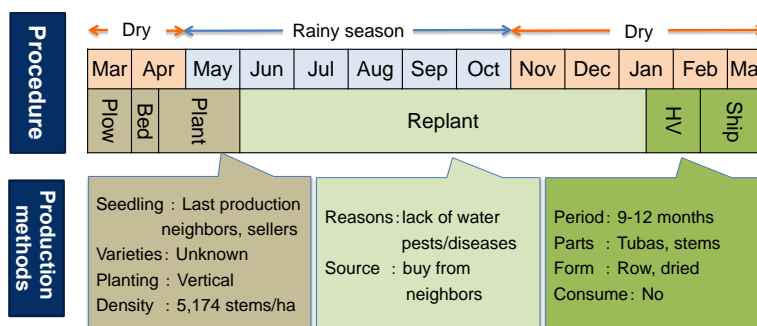 Dry Rainy season Dry
Procedure
Mar Apr May Jun Jul Aug Sep Oct Nov Dec Jan Feb Ma
Plow Bed Plant Replant HV Ship
Production methods
Seedling : Last production
neighbors, sellers
Varieties: Unknown
Planting : Vertical
Density : 5,174 stems/ha
Reasons: lack of water
pests/diseases
Source : buy from
neighbors
Period: 9-12 months
Parts : Tubas, stems
Form : Row, dried
Consume: No